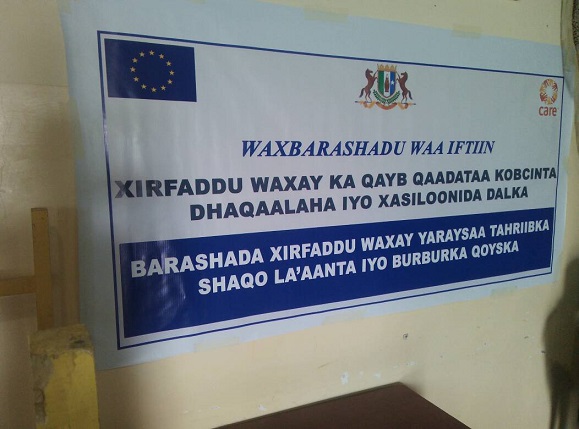 care
WAXBARASHADU WAA IFTIIN
XIRFADDU WAXAY KA QAYB QAADATAA KOBCINTA
DHAQAALAHA IYO XASILOONIDA DALKA
BARASHADA XIRFADDU WAXAY YARAYSAA TAHRIIBKA
SHAQO LA'AANTA IYO BURBURKA QOYSKA